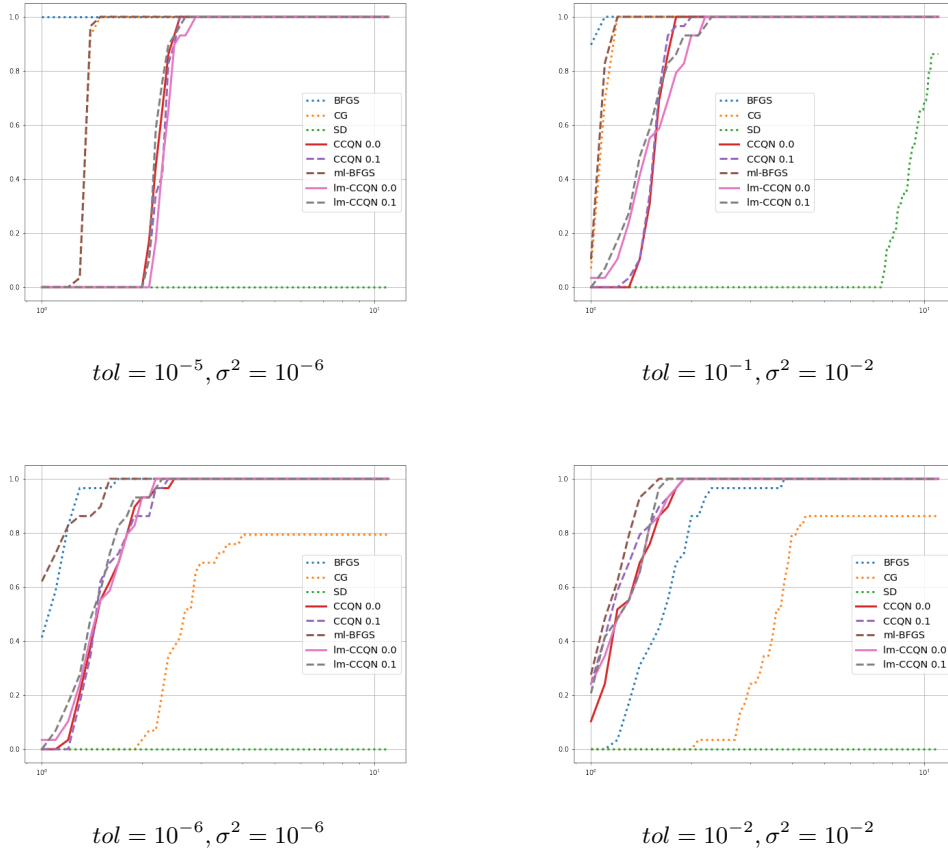 1.0
0.8
0.6
0.4
0.2
0.0
10⁰
10¹
BFGS
CG
SD
CCQN 0.0
CCQN 0.1
ml-BFGS
lm-CCQN 0.0
lm-CCQN 0.1
tol = 10⁻⁵, σ² = 10⁻⁶
1.0
0.8
0.6
0.4
0.2
0.0
10⁰
10¹
BFGS
CG
SD
CCQN 0.0
CCQN 0.1
ml-BFGS
lm-CCQN 0.0
lm-CCQN 0.1
tol = 10⁻¹, σ² = 10⁻²
1.0
0.8
0.6
0.4
0.2
0.0
10⁰
10¹
BFGS
CG
SD
CCQN 0.0
CCQN 0.1
ml-BFGS
lm-CCQN 0.0
lm-CCQN 0.1
tol = 10⁻⁶, σ² = 10⁻⁶
1.0
0.8
0.6
0.4
0.2
0.0
10⁰
10¹
BFGS
CG
SD
CCQN 0.0
CCQN 0.1
ml-BFGS
lm-CCQN 0.0
lm-CCQN 0.1
tol = 10⁻², σ² = 10⁻²